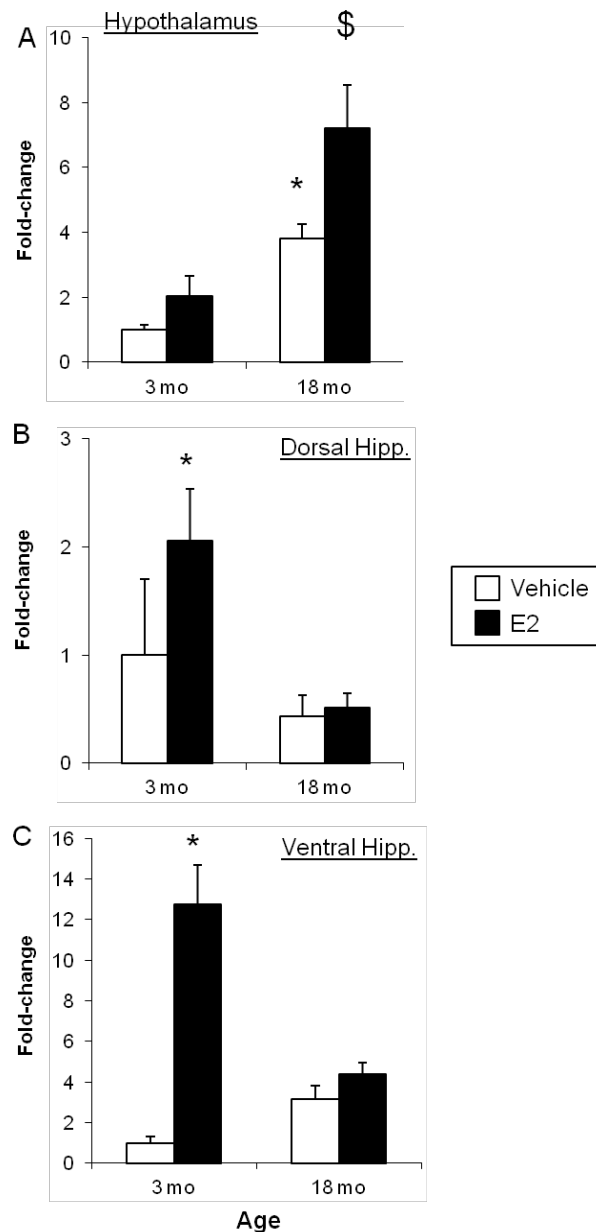 A
Hypothalamus
$
10
8
6
4
2
0
Fold-change
*
3 mo
18 mo
B
Dorsal Hipp.
3
2
1
0
Fold-change
*
3 mo
18 mo
Vehicle
E2
C
Ventral Hipp.
16
14
12
10
8
6
4
2
0
Fold-change
*
3 mo
18 mo
Age